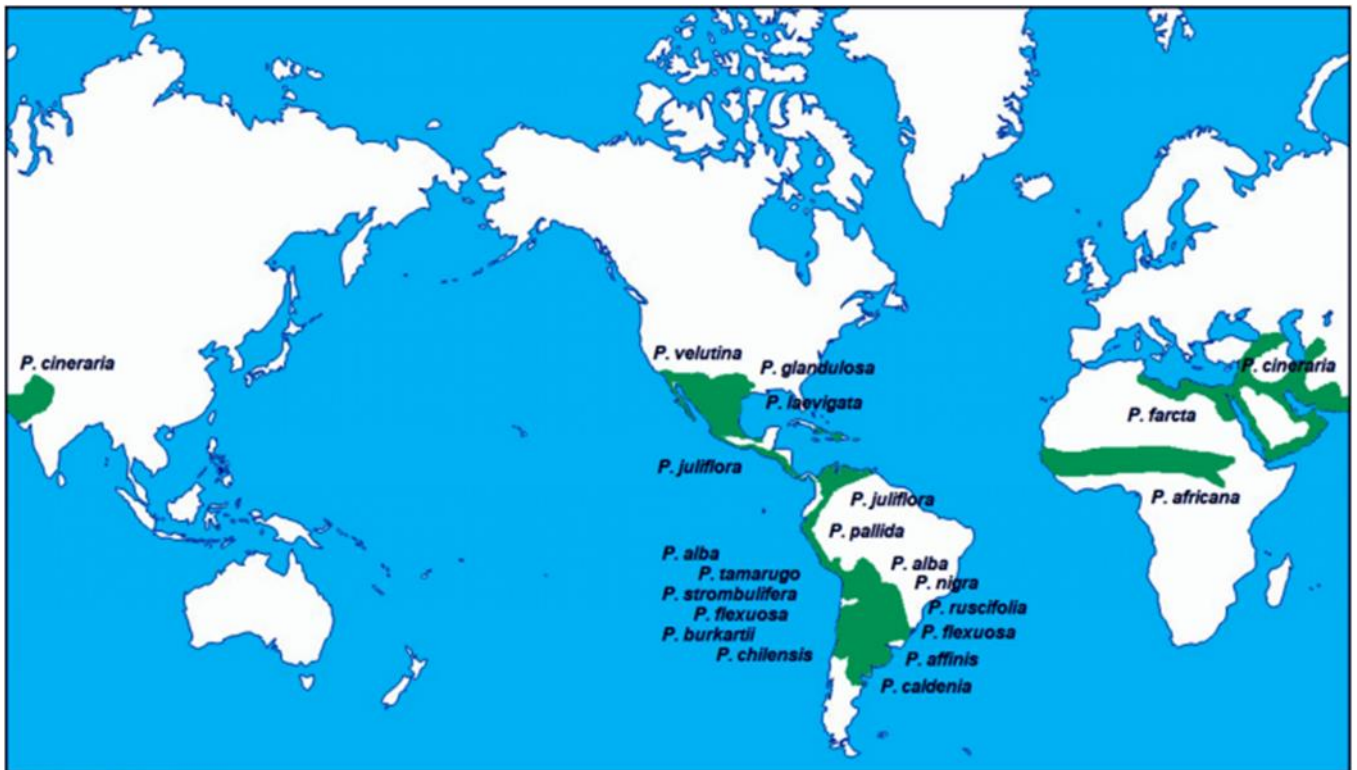 P. cineraria
P. velutina
P. glandulosa
P. laevigata
P. juliflora
P. juliflora
P. pallida
P. alba
P. tamarugo
P. strombulifera
P. flexuosa
P. burkartii
P. chilensis
P. alba
P. nigra
P. ruscifolia
P. flexuosa
P. affinis
P. caldenia
P. cineraria
P. farcta
P. africana